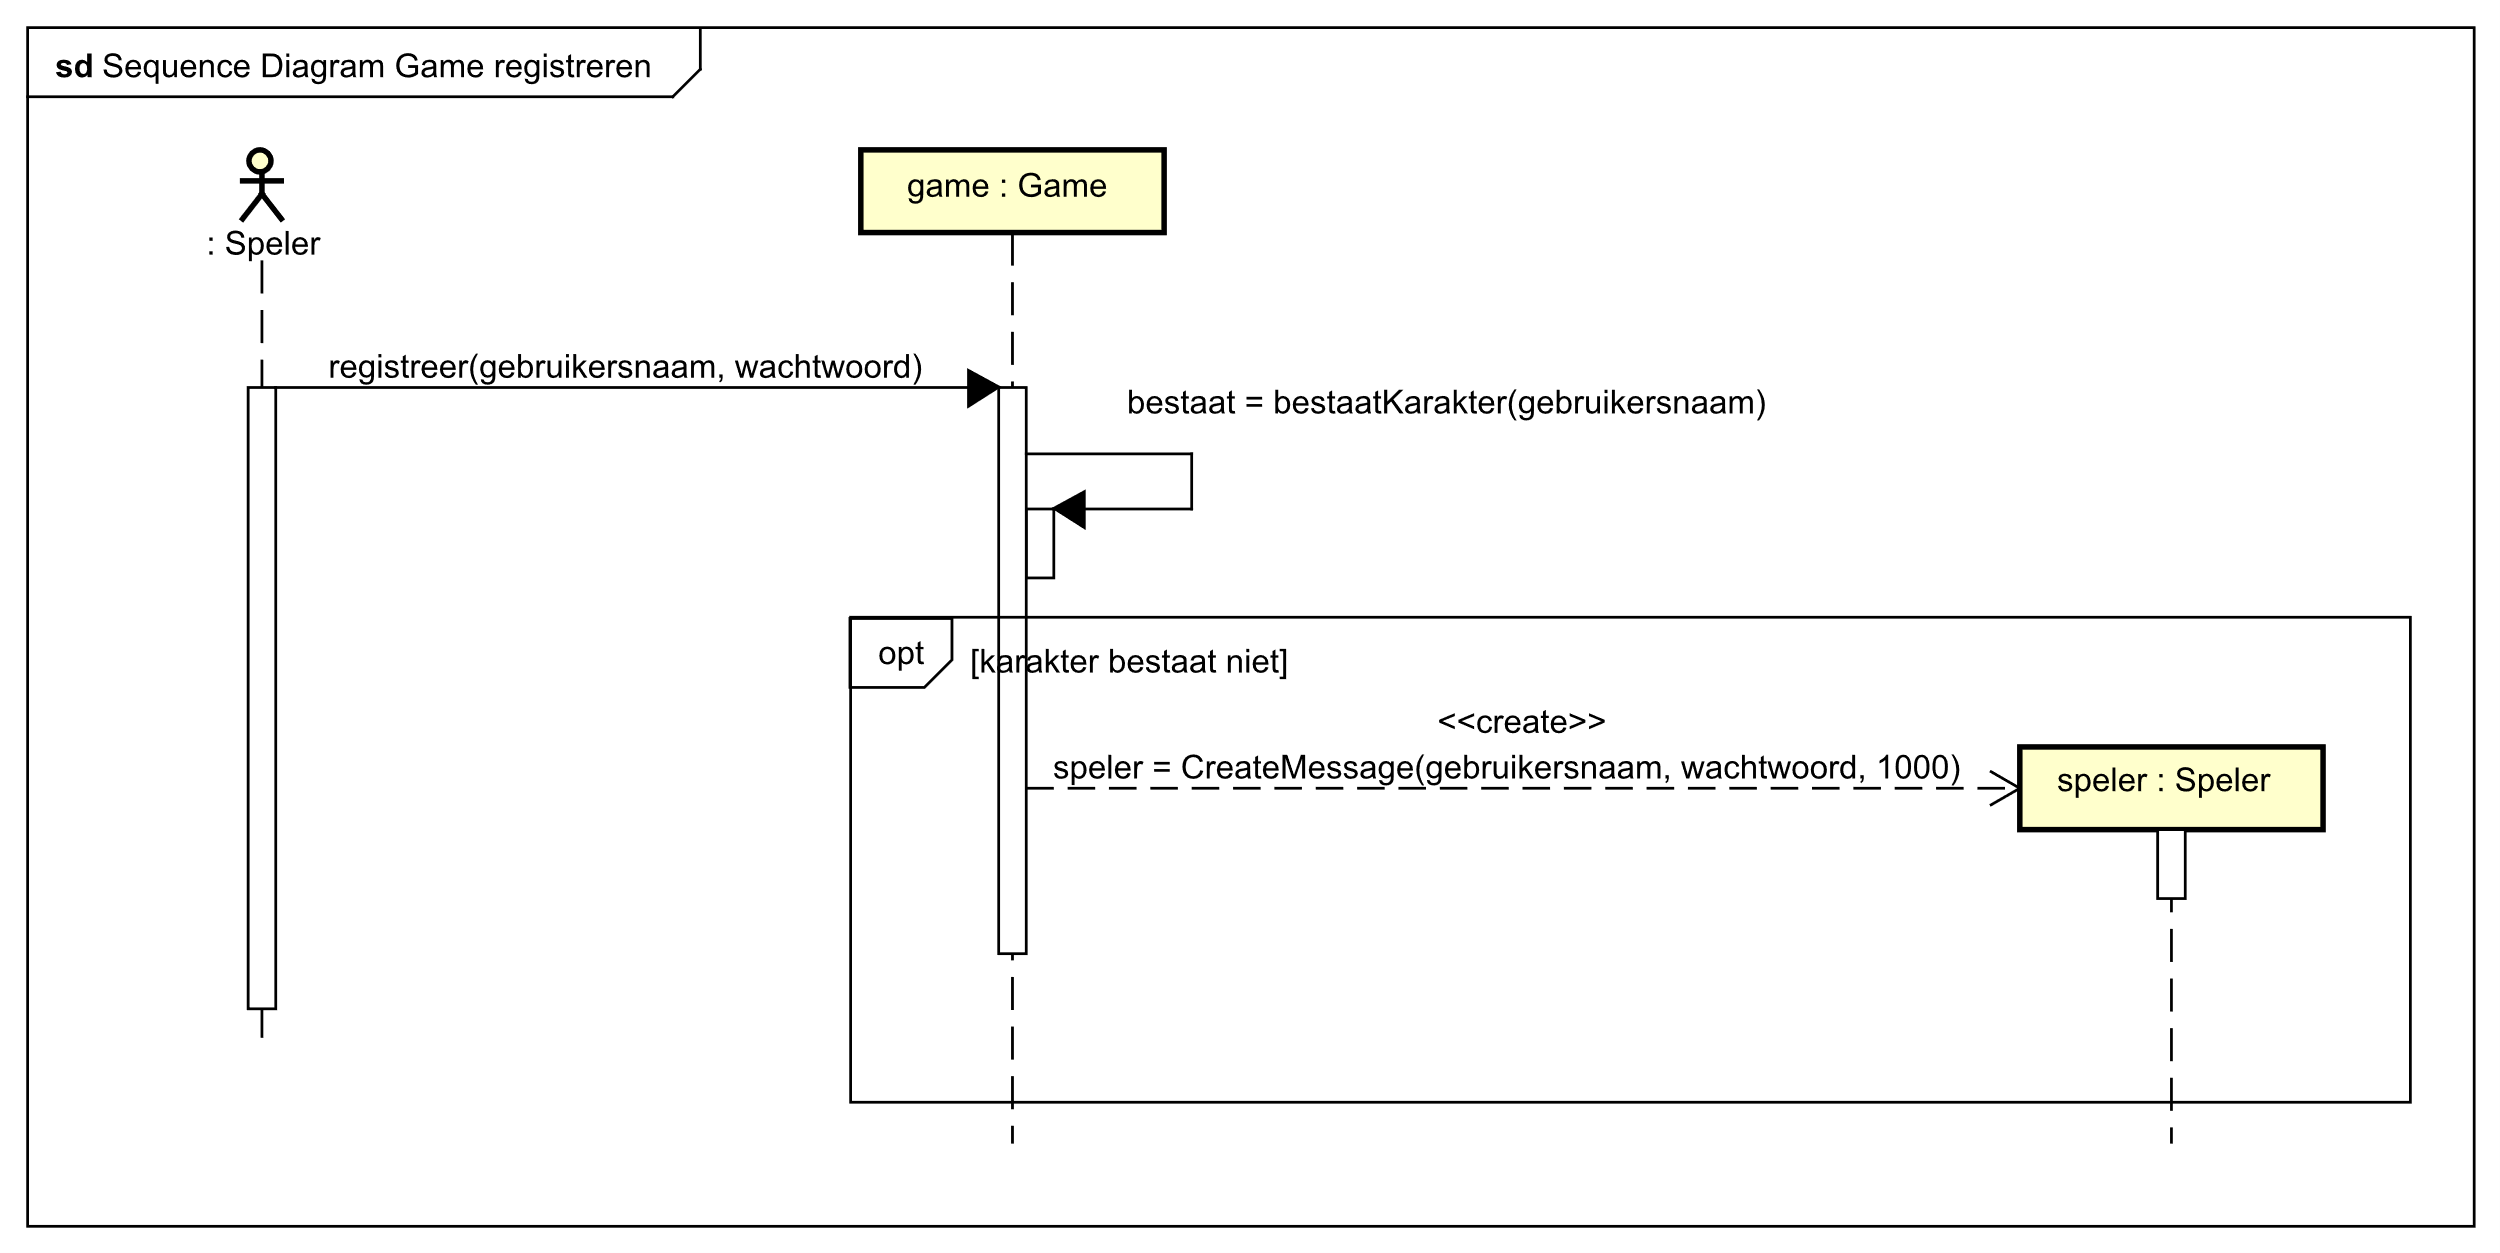 sd Sequence Diagram Game registreren
: Speler
game : Game
registreer(gebruikersnaam, wachtwoord)
bestaat = bestaatKarakter(gebruikersnaam)
opt
[karakter bestaat niet]
<<create>>
speler = CreateMessage(gebruikersnaam, wachtwoord, 1000)
speler : Speler